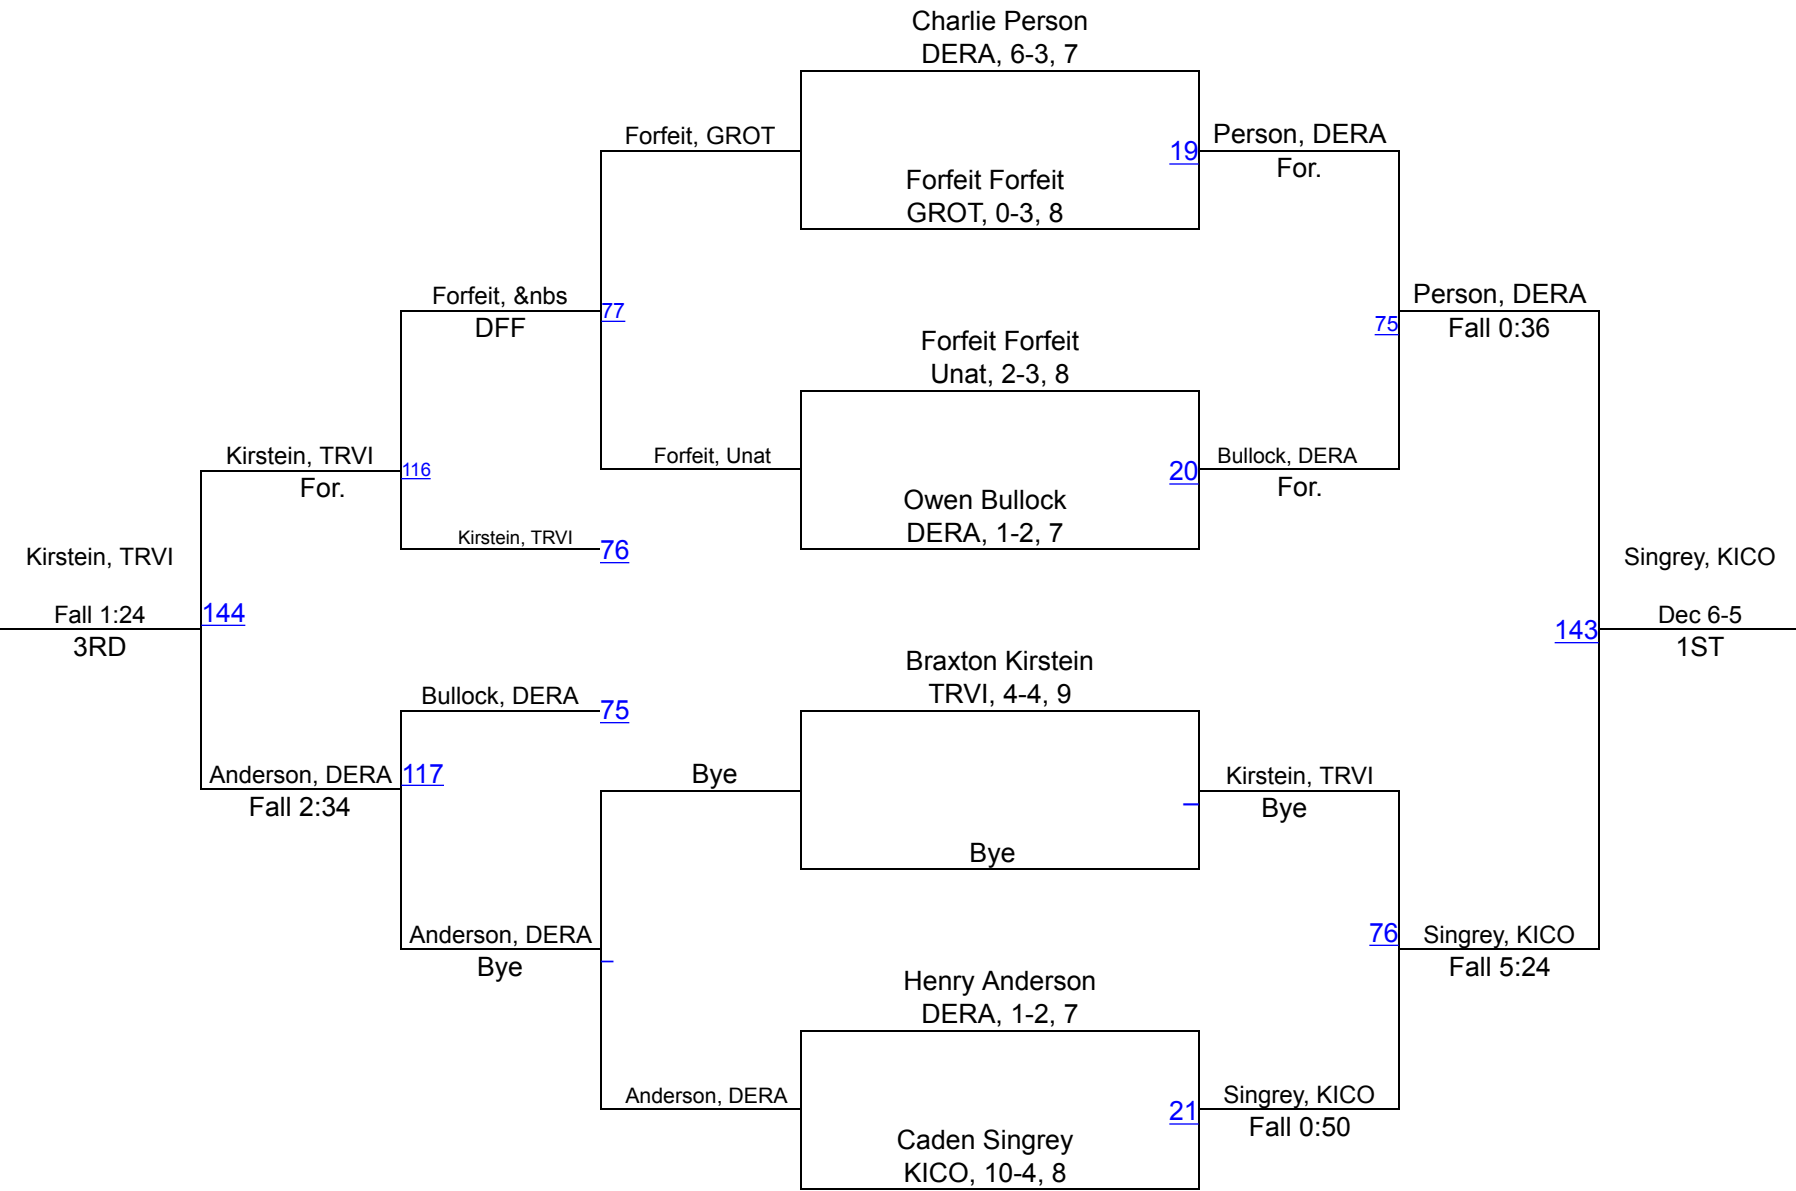 Charlie Person
DERA, 6-3, 7
Forfeit, GROT
19
Person, DERA
For.
Forfeit Forfeit
GROT, 0-3, 8
Forfeit, &nbs
DFF
77
Person, DERA
Fall 0:36
75
Forfeit Forfeit
Unat, 2-3, 8
Kirstein, TRVI
For.
116
Forfeit, Unat
20
Bullock, DERA
For.
Owen Bullock
DERA, 1-2, 7
Kirstein, TRVI
76
Kirstein, TRVI
Fall 1:24
3RD
144
Singrey, KICO
Dec 6-5
1ST
143
Braxton Kirstein
TRVI, 4-4, 9
Bullock, DERA
75
Anderson, DERA
Fall 2:34
117
Bye
Kirstein, TRVI
Bye
Bye
Anderson, DERA
Bye
76
Singrey, KICO
Fall 5:24
Henry Anderson
DERA, 1-2, 7
Anderson, DERA
21
Singrey, KICO
Fall 0:50
Caden Singrey
KICO, 10-4, 8